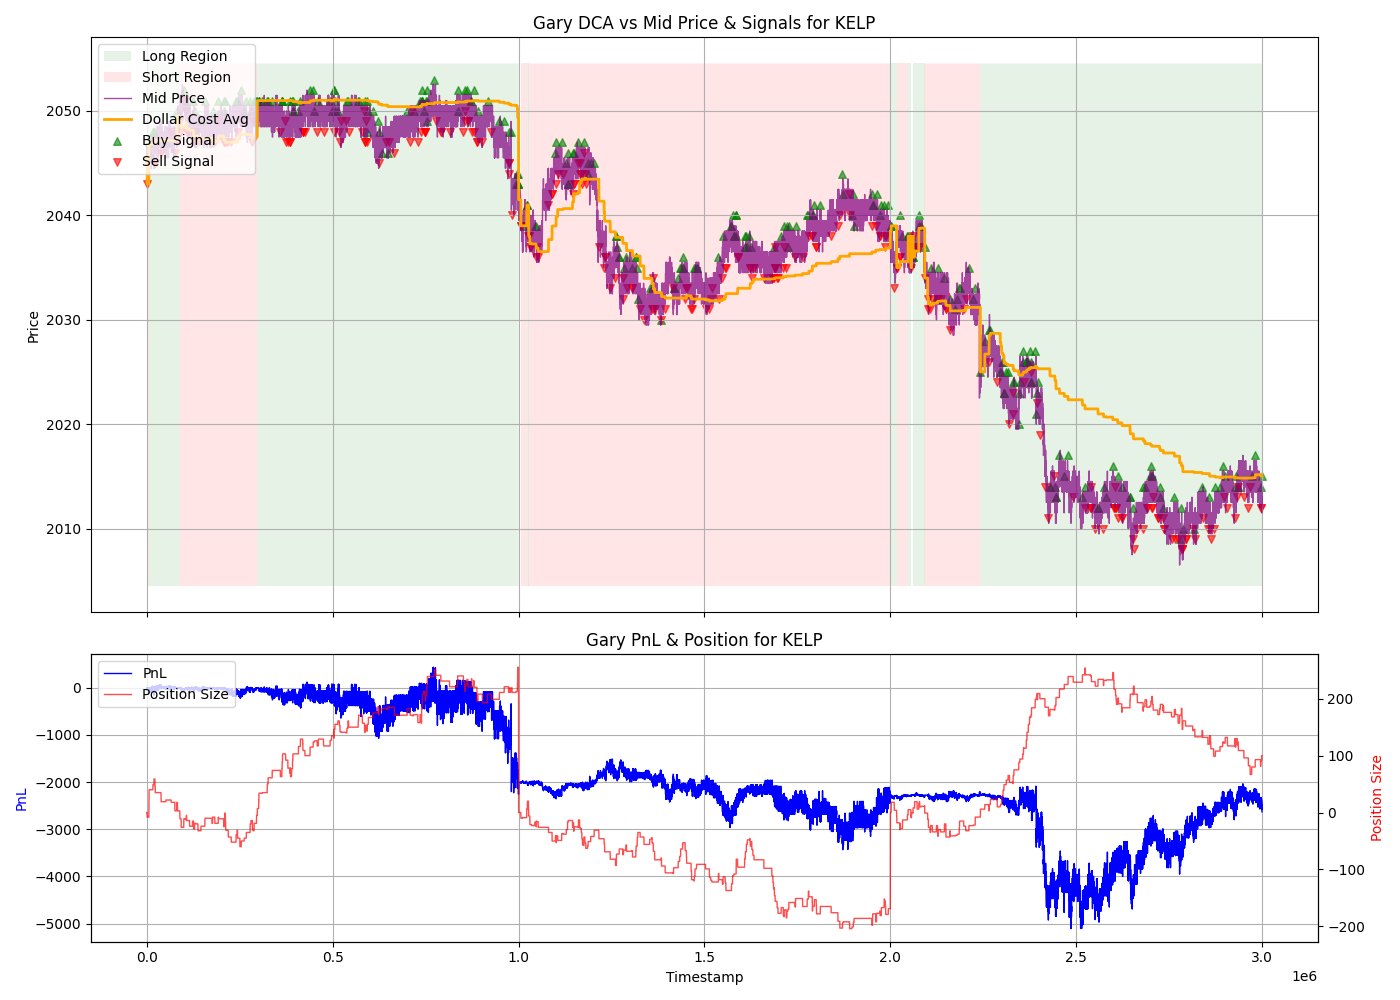 Gary DCA vs Mid Price & Signals for KELP
Long Region
Short Region
Mid Price
Dollar Cost Avg
Buy Signal
Sell Signal
Price
2050
2040
2030
2020
2010
Gary PnL & Position for KELP
PnL
Position Size
PnL
0
−1000
−2000
−3000
−4000
−5000
200
100
0
−100
−200
Position Size
0.0 0.5 1.0 1.5 2.0 2.5 3.0
Timestamp
1e6